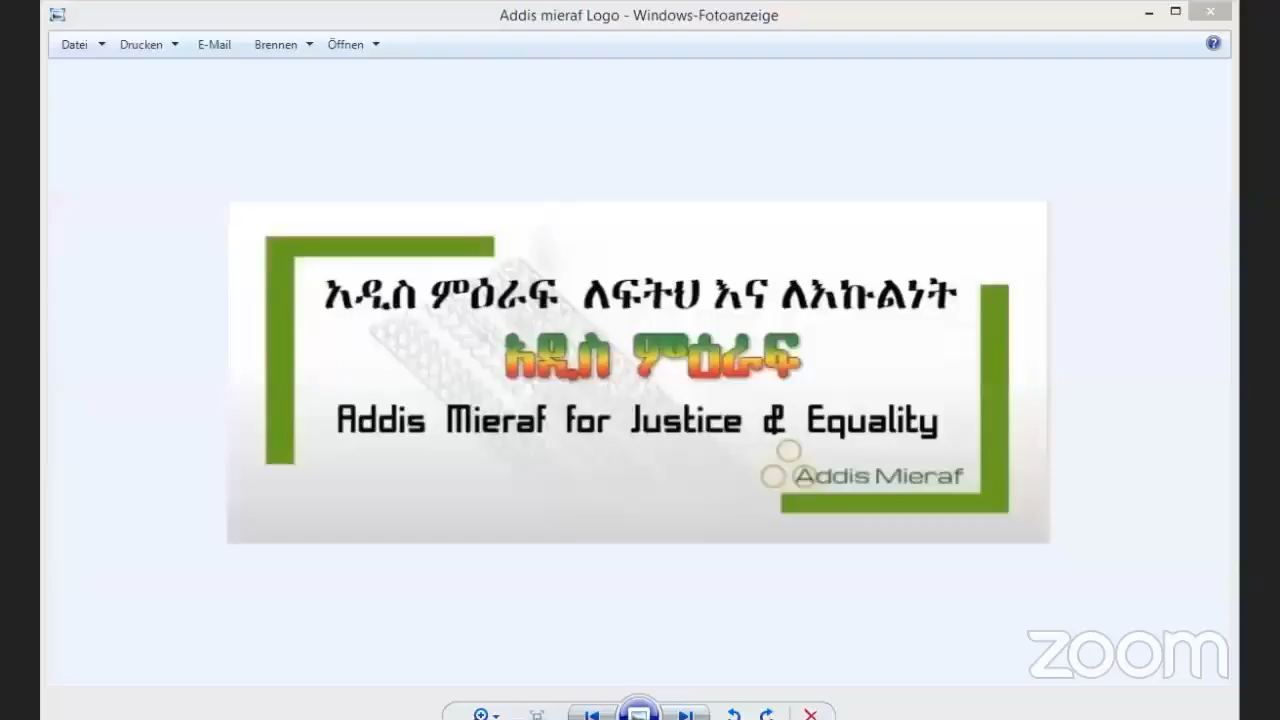 Addis mieraf Logo - Windows-Fotoanzeige
Datei Drucken E-Mail Brennen Öffnen
አዲስ ምዕራፍ ለፍትህ እና ለእኩልነት
አዲስ ምዕራፍ
Addis Mieraf for Justice & Equality
Addis Mieraf
zoom